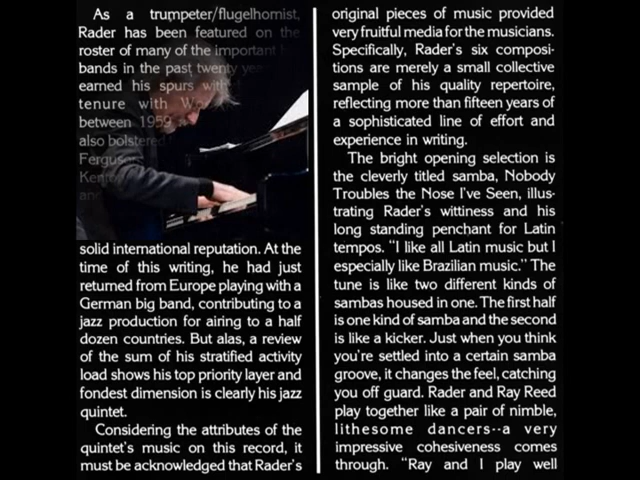 As a trumpeter/flugelhornist,
Rader has been featured on the
roster of many of the important
bands in the past twenty
earned his spurs
tenure with
between 1959
also bolstered
solid international reputation. At the
time of this writing, he had just
returned from Europe playing with a
German big band, contributing to a
jazz production for airing to a half
dozen countries. But alas, a review
of the sum of his stratified activity
load shows his top priority layer and
fondest dimension is clearly his jazz
quintet.
Considering the attributes of the
quintet's music on this record, it
must be acknowledged that Rader's
original pieces of music provided
very fruitful media for the musicians.
Specifically, Rader's six composi-
tions are merely a small collective
sample of his quality repertoire,
reflecting more than fifteen years of
a sophisticated line of effort and
experience in writing.
The bright opening selection is
the cleverly titled samba, Nobody
Troubles the Nose I've Seen, illus-
trating Rader's wittiness and his
long standing penchant for Latin
tempos. "I like all Latin music but I
especially like Brazilian music." The
tune is like two different kinds of
sambas housed in one. The first half
is one kind of samba and the second
is like a kicker. Just when you think
you're settled into a certain samba
groove, it changes the feel, catching
you off guard. Rader and Ray Reed
play together like a pair of nimble,
lithesome dancers--a very
impressive cohesiveness comes
through. "Ray and I play well